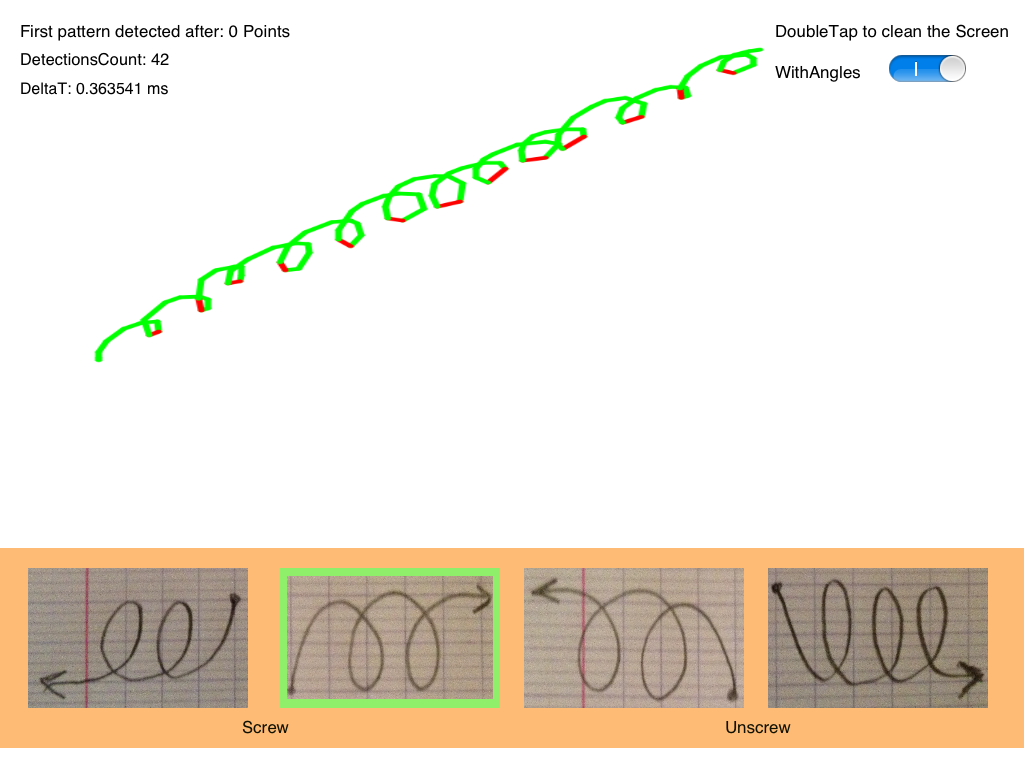 First pattern detected after: 0 Points
DetectionsCount: 42
DeltaT: 0.363541 ms
DoubleTap to clean the Screen
WithAngles
Screw
Unscrew